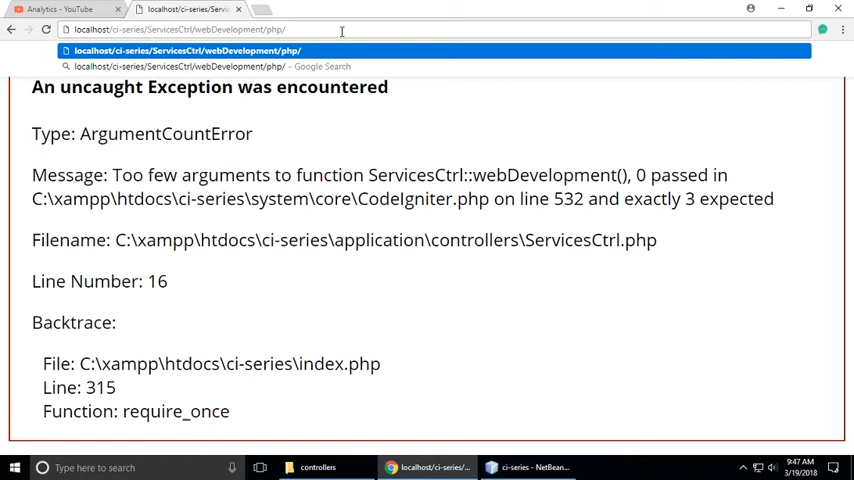 Analytics - YouTube
localhost/ci-series/Servic
localhost/ci-series/ServicesCtrl/webDevelopment/php/
localhost/ci-series/ServicesCtrl/webDevelopment/php/
localhost/ci-series/ServicesCtrl/webDevelopment/php/ - Google Search
An uncaught Exception was encountered
Type: ArgumentCountError
Message: Too few arguments to function ServicesCtrl::webDevelopment(), 0 passed in
C:\xampp\htdocs\ci-series\system\core\CodeIgniter.php on line 532 and exactly 3 expected
Filename: C:\xampp\htdocs\ci-series\application\controllers\ServicesCtrl.php
Line Number: 16
Backtrace:
File: C:\xampp\htdocs\ci-series\index.php
Line: 315
Function: require_once
Type here to search
controllers
localhost/ci-series/...
ci-series - NetBean...
9:47 AM
3/19/2018